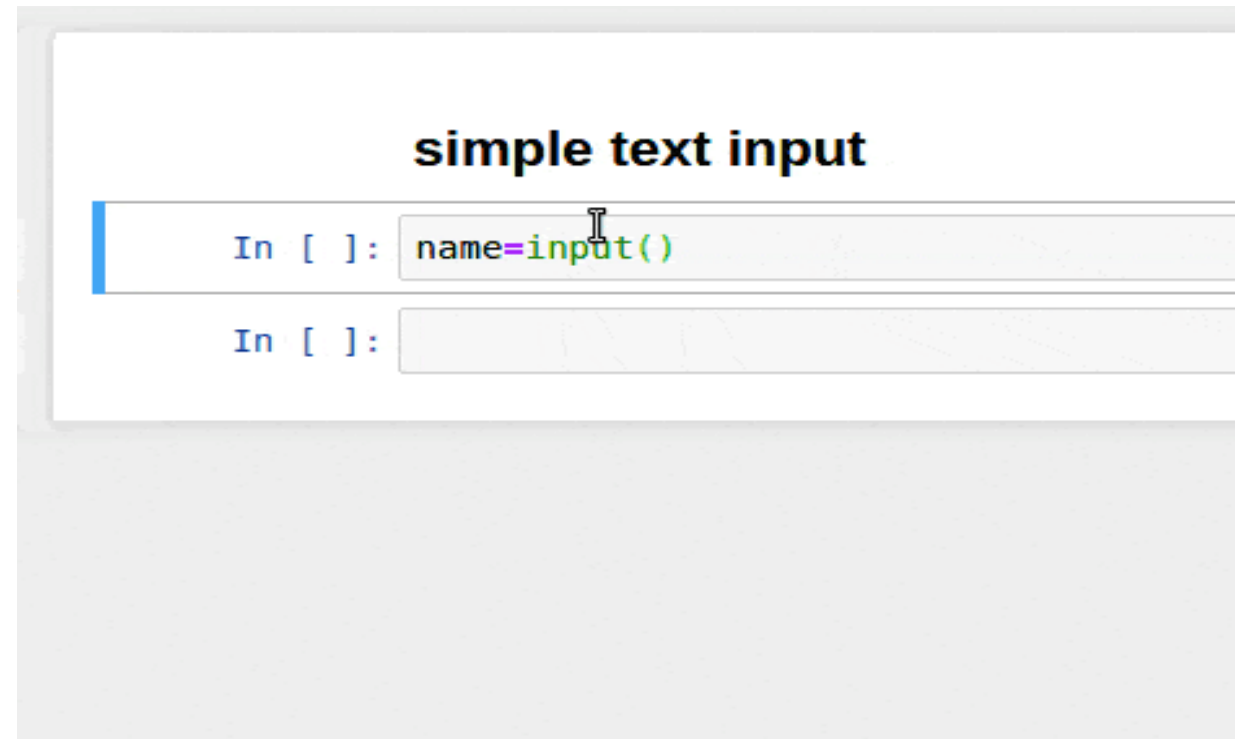 simple text input
In [ ]: name=input()
In [ ]: